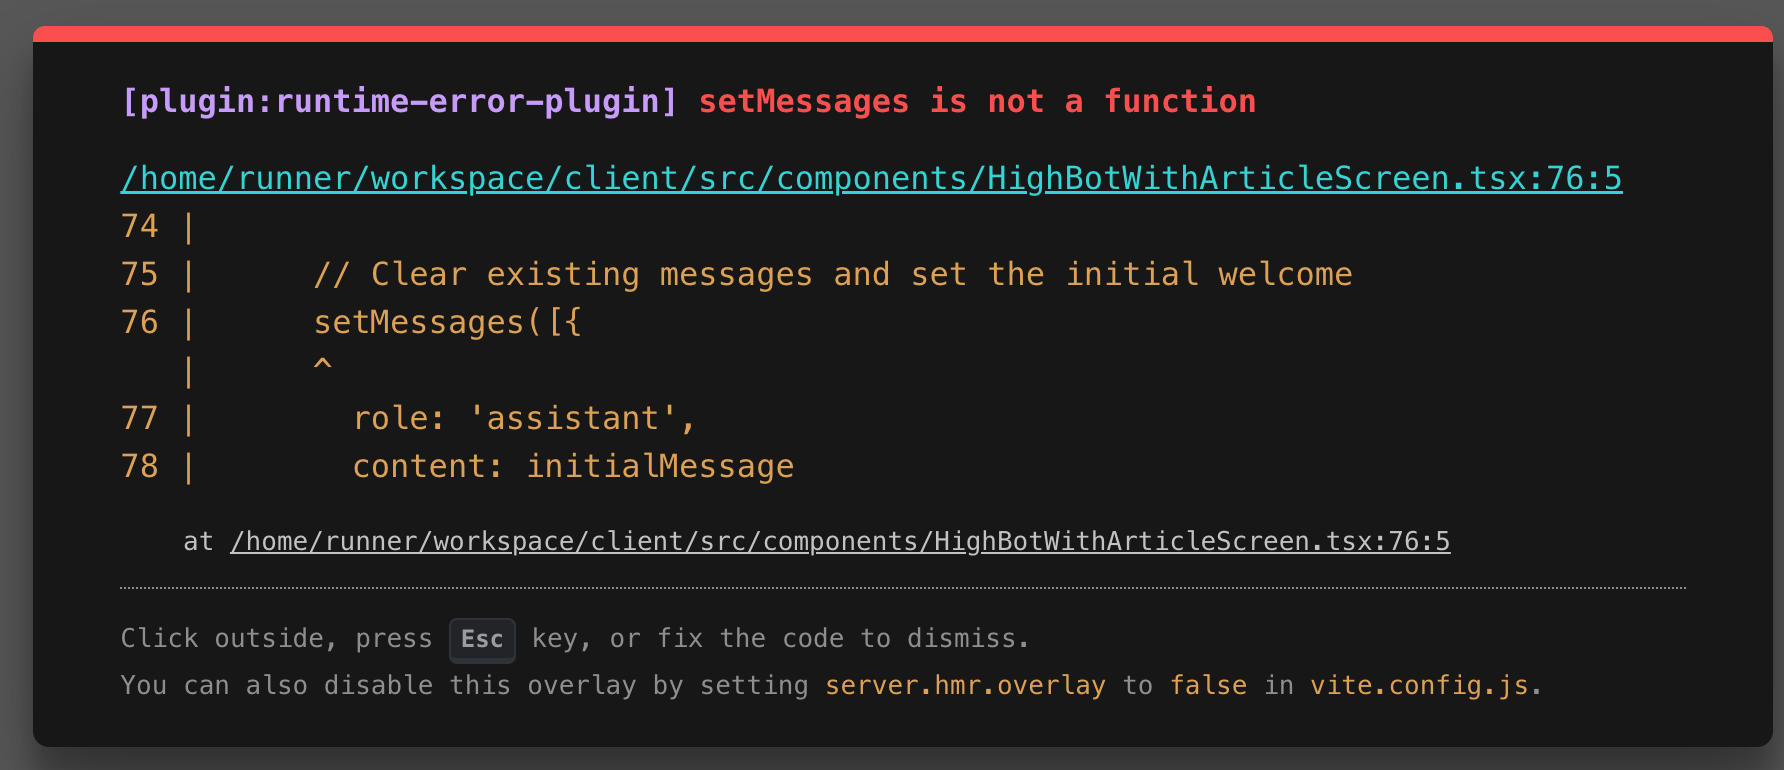 [plugin:runtime-error-plugin] setMessages is not a function
/home/runner/workspace/client/src/components/HighBotWithArticleScreen.tsx:76:5
74 |
75 |      // Clear existing messages and set the initial welcome
76 |      setMessages([{
   |      ^
77 |        role: 'assistant',
78 |        content: initialMessage
at /home/runner/workspace/client/src/components/HighBotWithArticleScreen.tsx:76:5
Click outside, press Esc key, or fix the code to dismiss.
You can also disable this overlay by setting server.hmr.overlay to false in vite.config.js.